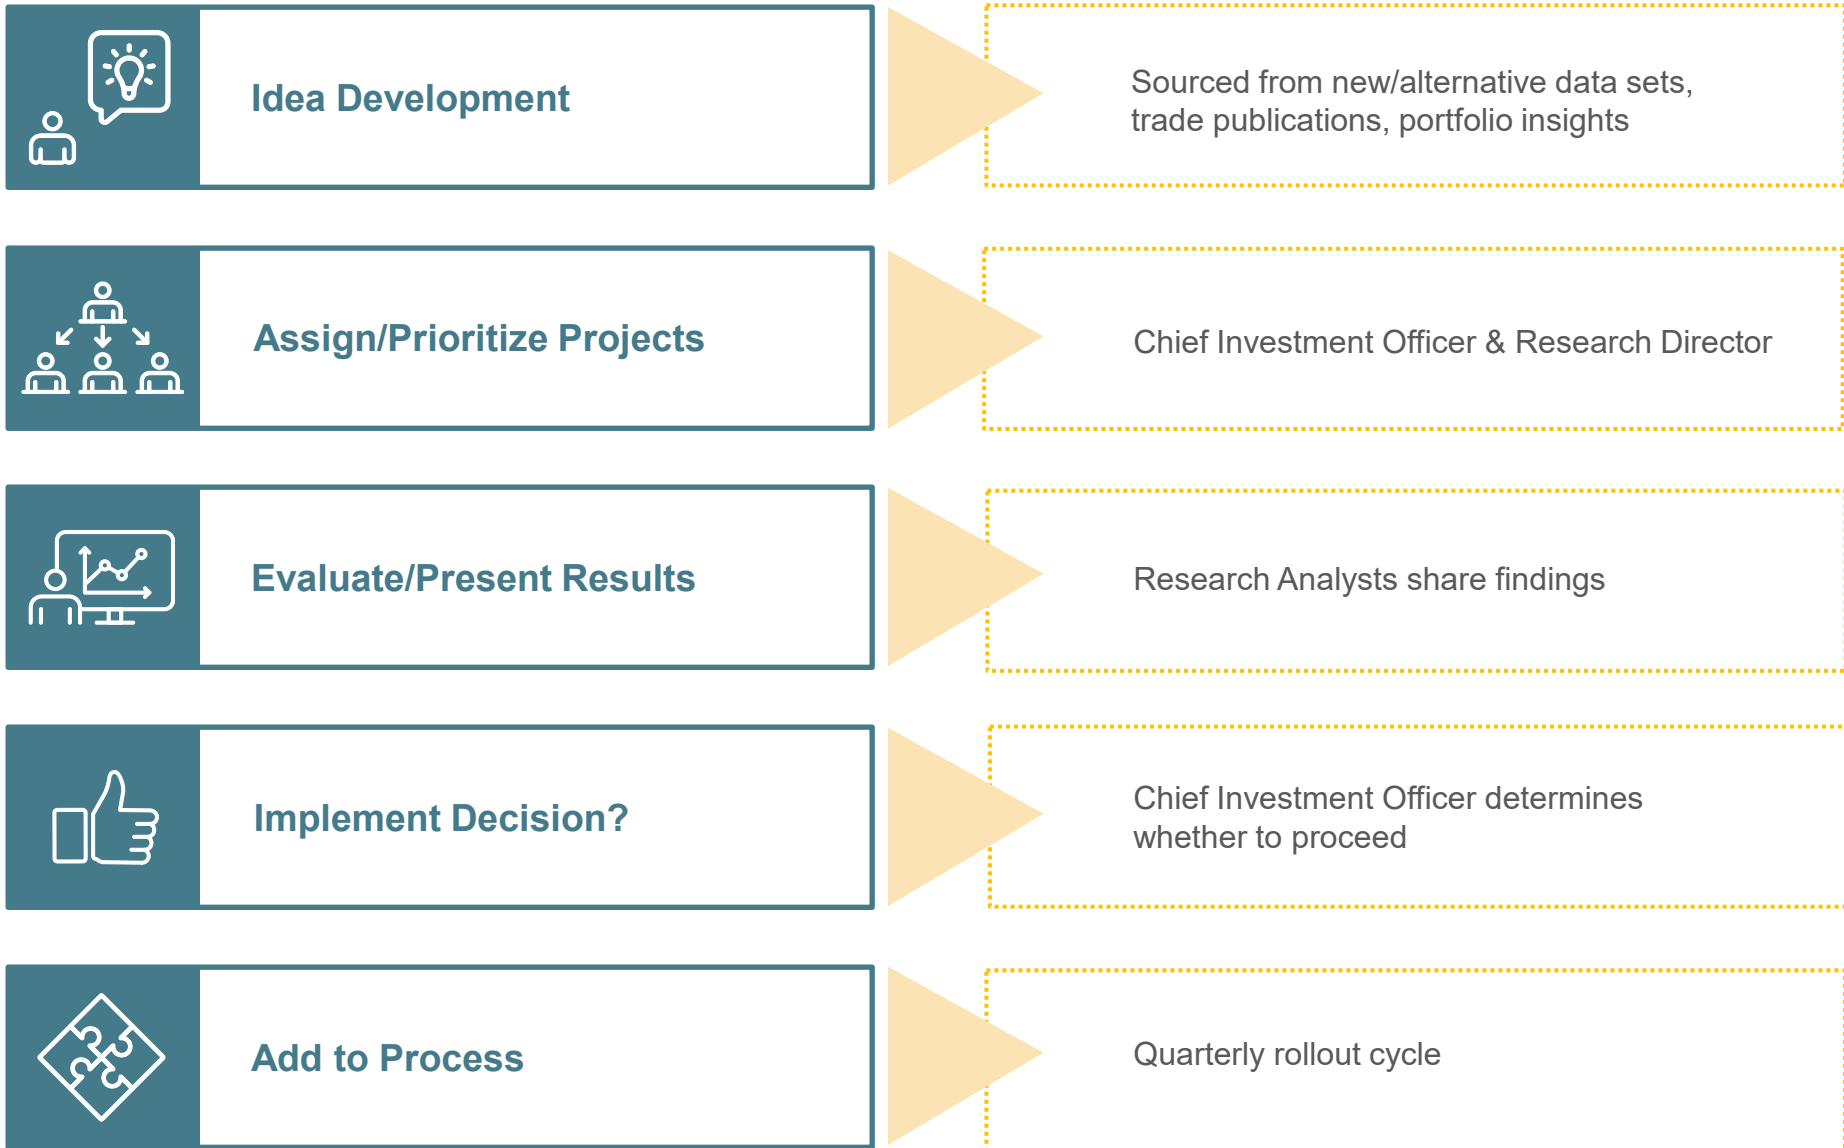 Idea Development
Sourced from new/alternative data sets,
trade publications, portfolio insights
Assign/Prioritize Projects
Chief Investment Officer & Research Director
Evaluate/Present Results
Research Analysts share findings
Implement Decision?
Chief Investment Officer determines
whether to proceed
Add to Process
Quarterly rollout cycle